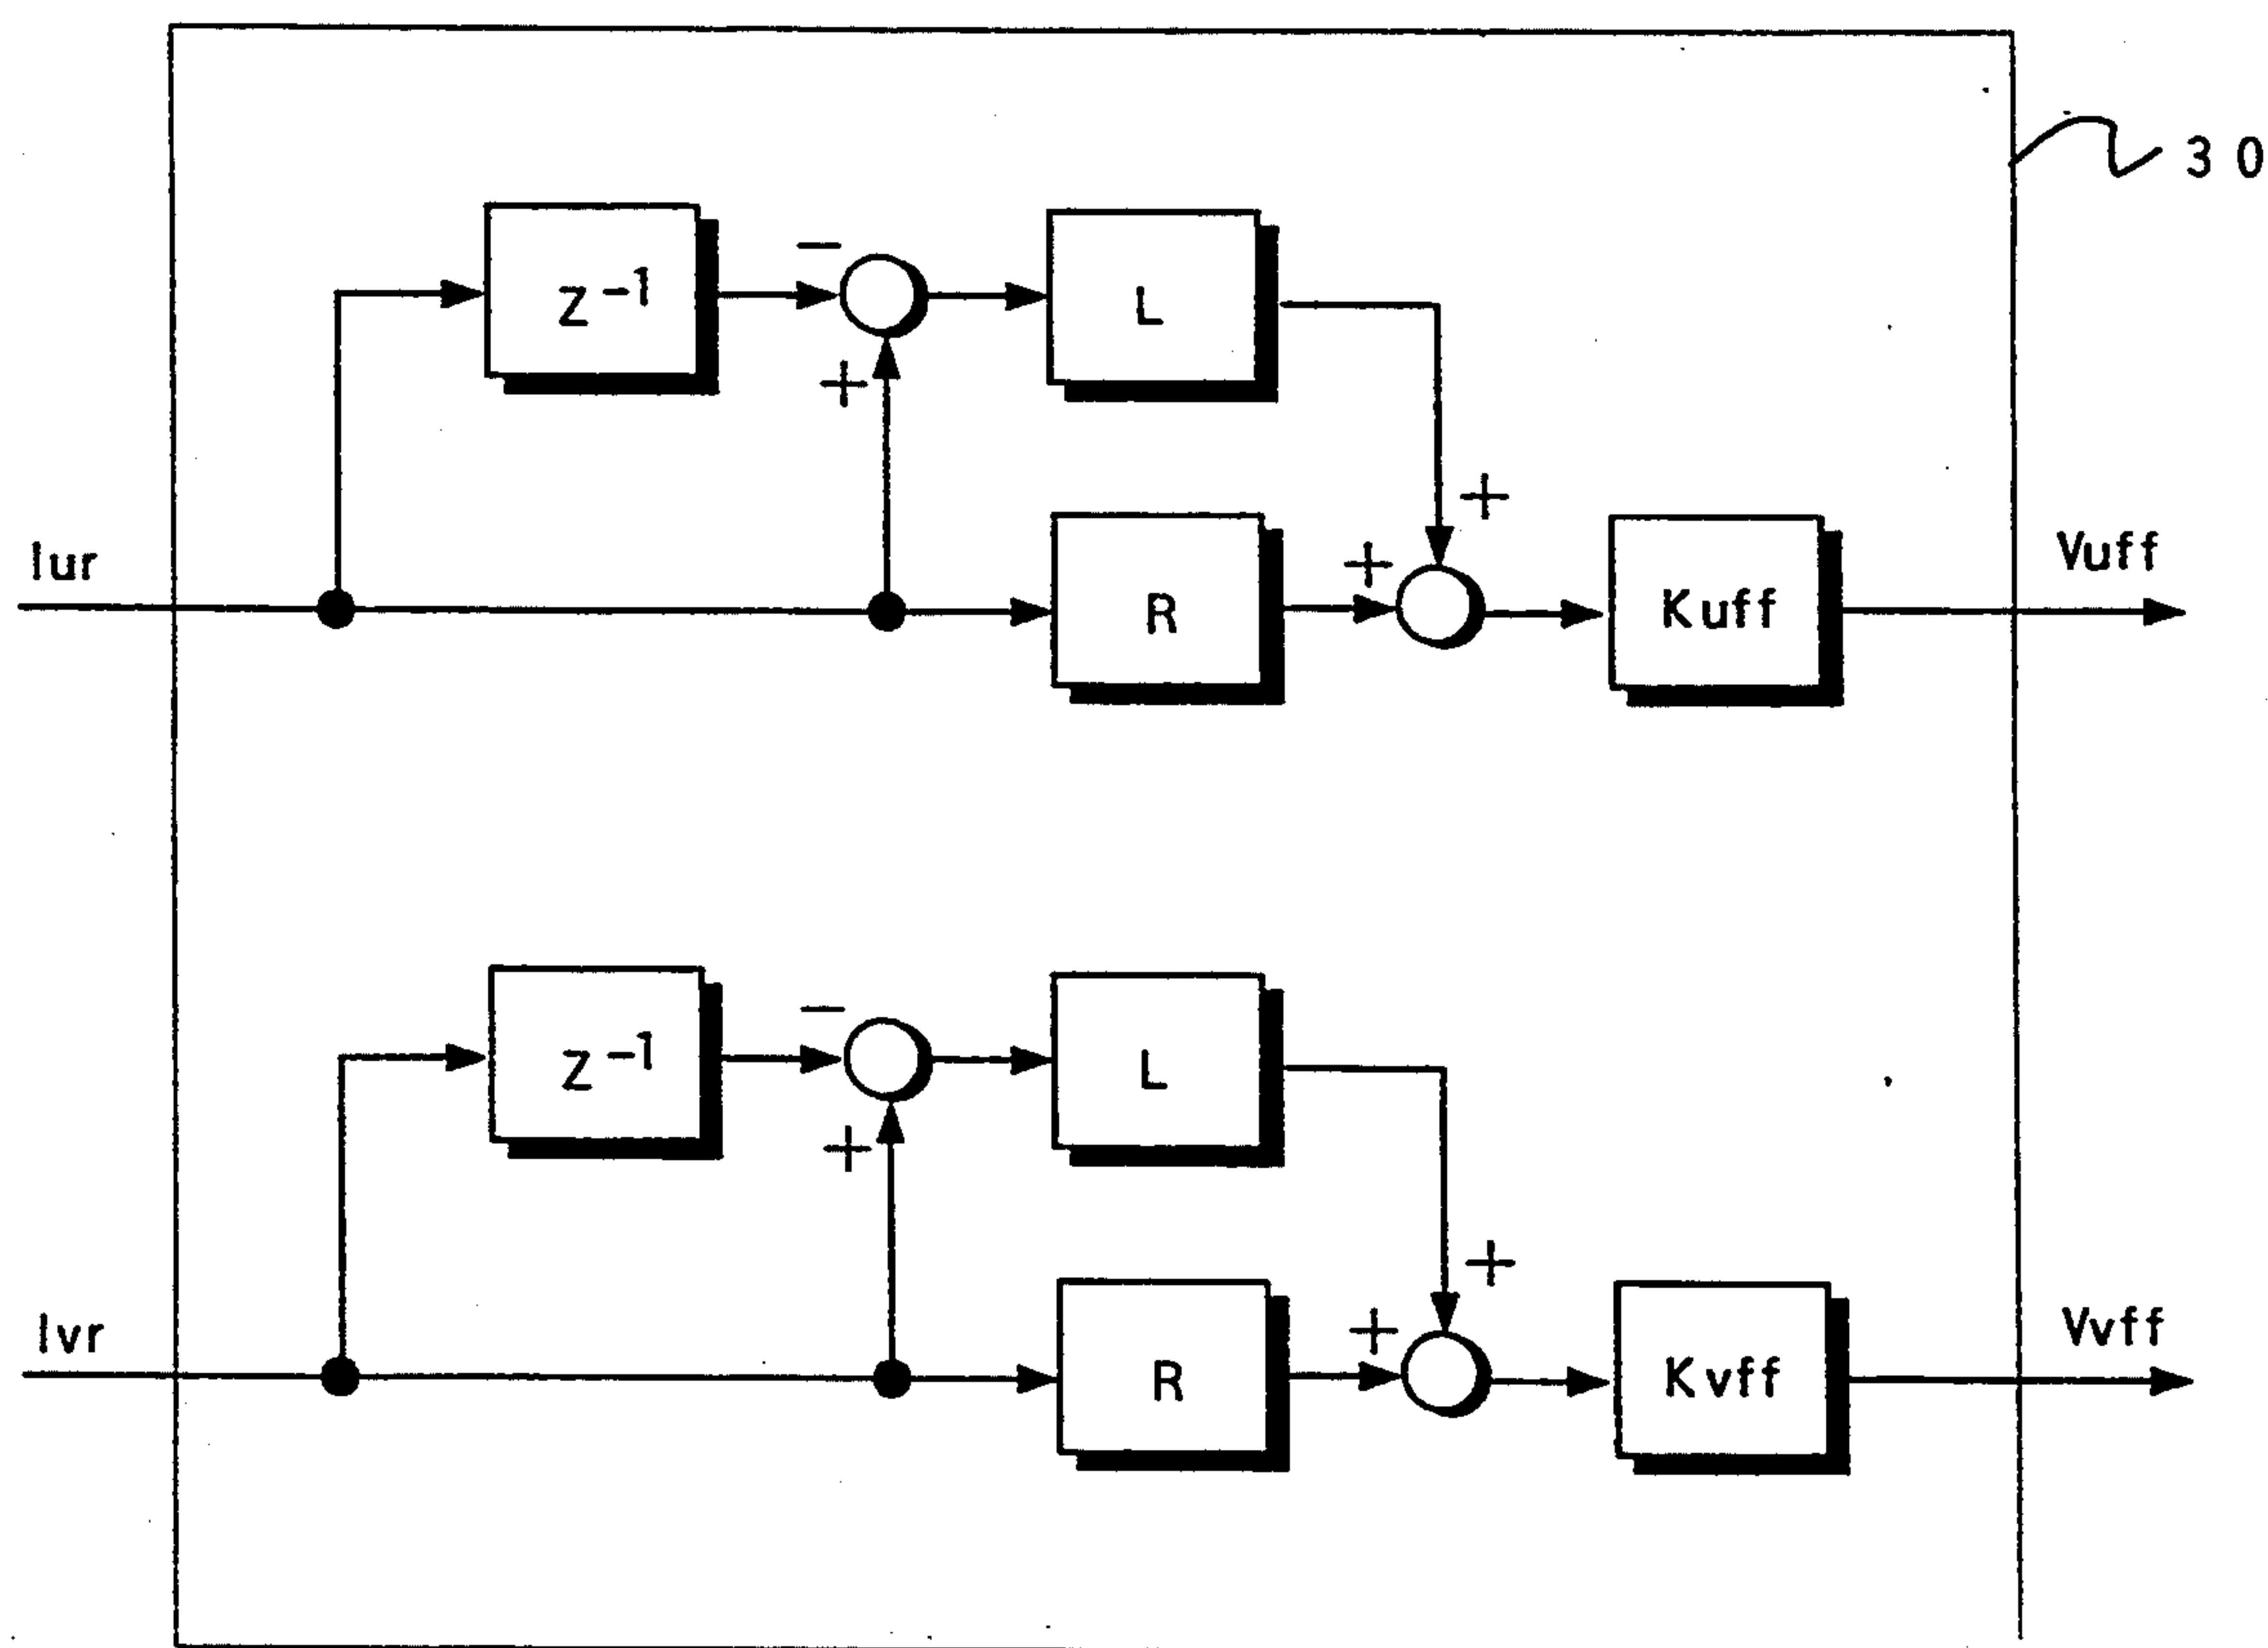 30
Z⁻¹
−
L
+
+
Iur
R
+
Kuff
Vuff
Z⁻¹
−
L
+
+
Ivr
R
+
Kvff
Vvff